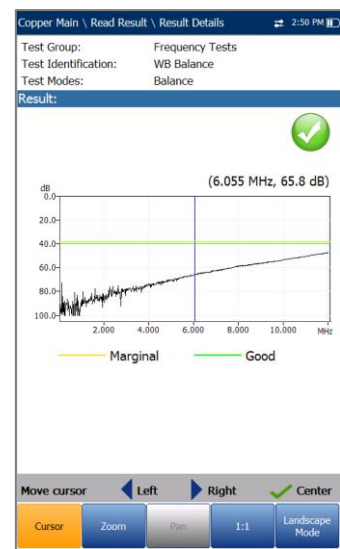 Copper Main \ Read Result \ Result Details 2:50 PM
Test Group: Frequency Tests
Test Identification: WB Balance
Test Modes: Balance
Result:
(6.055 MHz, 65.8 dB)
dB
0.0
20.0
40.0
60.0
80.0
100.0
2.000 4.000 6.000 8.000 10.000 MHz
Marginal Good
Move cursor Left Right Center
Cursor Zoom Pan 1:1 Landscape
Mode